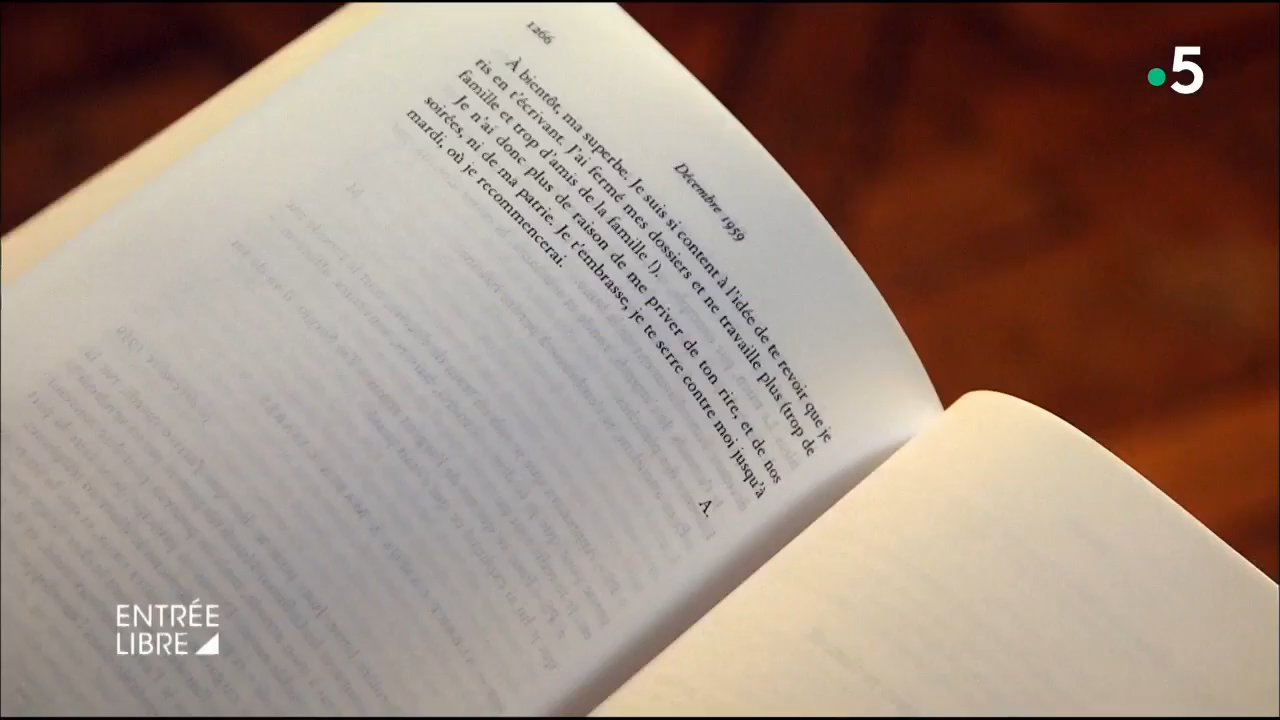 1266
Décembre 1959
À bientôt, ma superbe. Je suis si content à l'idée de te revoir que je
ris en t'écrivant. J'ai fermé mes dossiers et ne travaille plus (trop de
famille et trop d'amis de la famille !).
Je n'ai donc plus de raison de me priver de ton rire, et de nos
soirées, ni de ma patrie. Je t'embrasse, je te serre contre moi jusqu'à
mardi, où je recommencerai.
A.
5
ENTRÉE
LIBRE